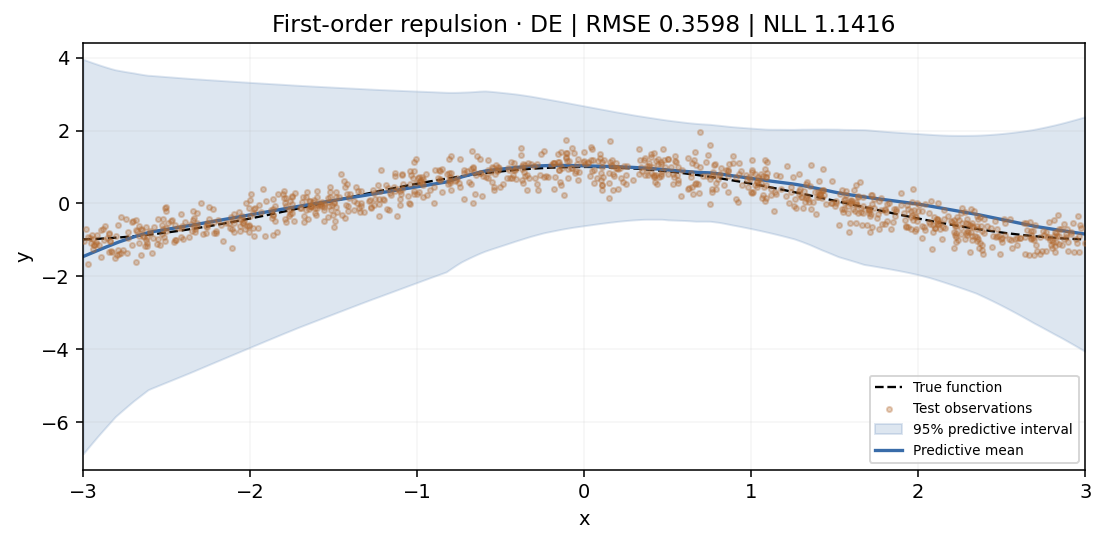 First-order repulsion · DE | RMSE 0.3598 | NLL 1.1416
4
2
0
−2
−4
−6
y
−3
−2
−1
0
1
2
3
x
True function
Test observations
95% predictive interval
Predictive mean